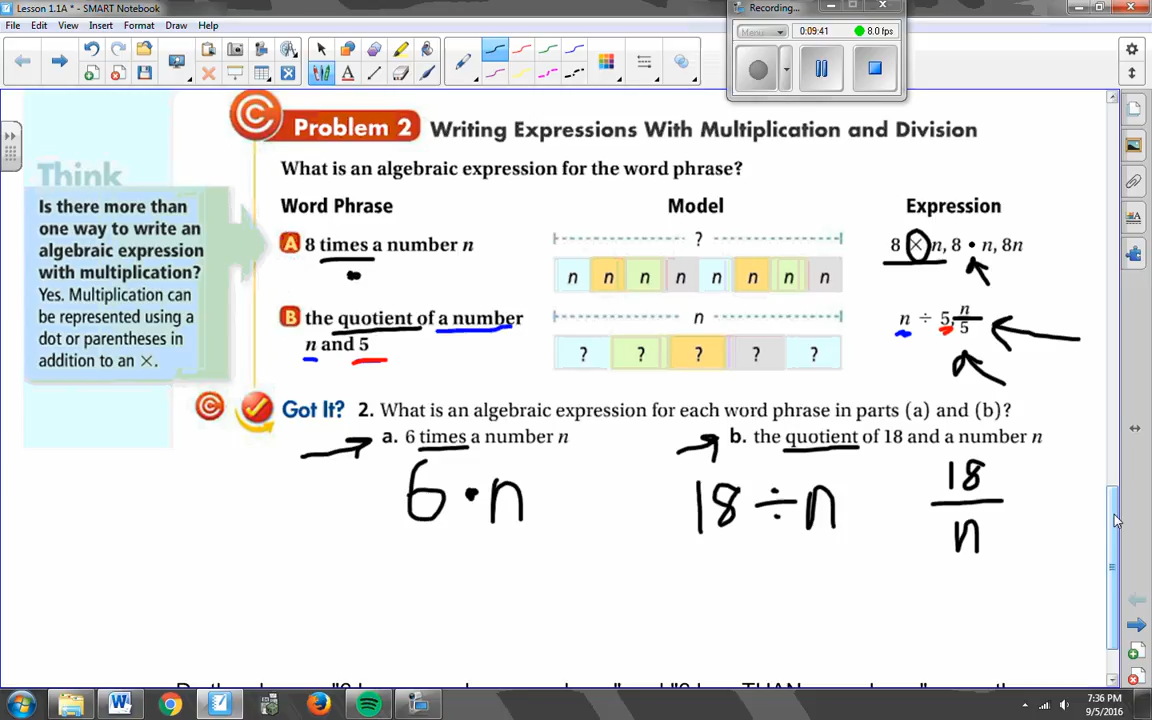 Lesson 1.1A * - SMART Notebook
Recording...
File Edit View Insert Format Tools Add-ons Draw Help
Menu 00:09:41 8.0 fps
Problem 2 Writing Expressions With Multiplication and Division
What is an algebraic expression for the word phrase?
Think
Is there more than
one way to write an
algebraic expression
with multiplication?
Yes. Multiplication can
be represented using a
dot or parentheses in
addition to an ×.
Word Phrase Model Expression
A 8 times a number n ? 8 × n, 8 • n, 8n
n n n n n n n n
B the quotient of a number n n ÷ 5 n/5
n and 5 ? ? ? ? ?
Got It? 2. What is an algebraic expression for each word phrase in parts (a) and (b)?
a. 6 times a number n b. the quotient of 18 and a number n
6 • n 18 ÷ n 18/n
7:36 PM
9/5/2016